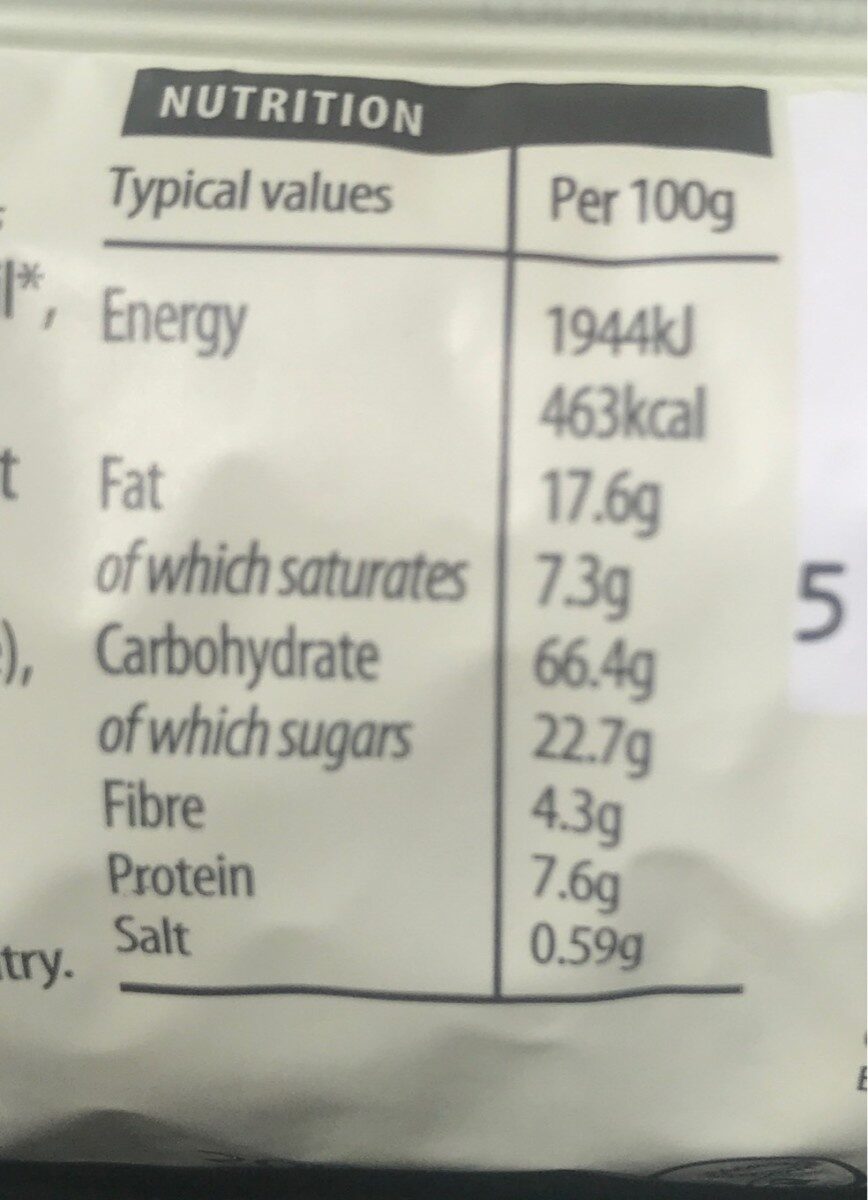 NUTRITION
Typical values Per 100g
l*,
Energy 1944kJ
463kcal
t
Fat 17.6g
of which saturates 7.3g
5
),
Carbohydrate 66.4g
of which sugars 22.7g
Fibre 4.3g
Protein 7.6g
Salt 0.59g
try.